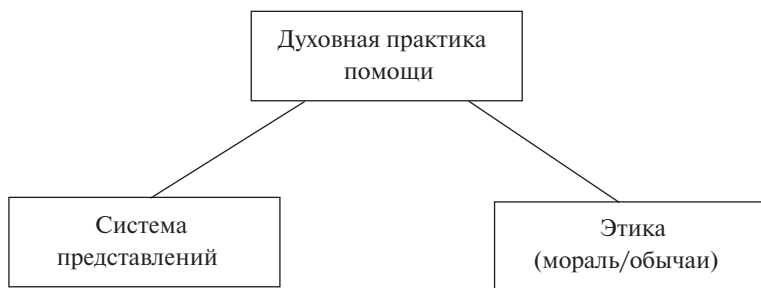 Духовная практика
помощи
Система
представлений
Этика
(мораль/обычаи)